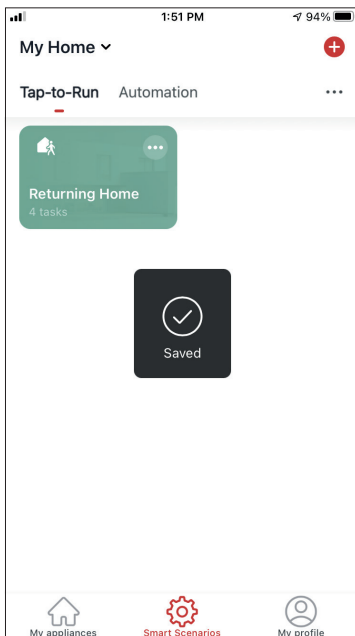 1:51 PM
94%
My Home
Tap-to-Run Automation
Returning Home
4 tasks
Saved
My appliances Smart Scenarios My profile